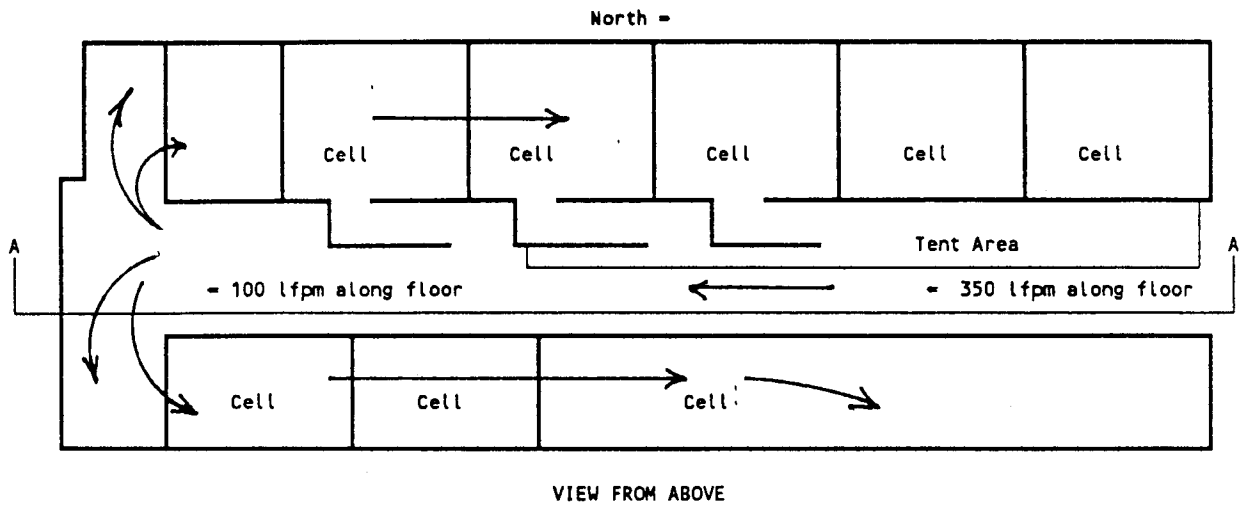 North =
Cell Cell Cell Cell Cell
A Tent Area A
= 100 lfpm along floor = 350 lfpm along floor
Cell Cell Cell
VIEW FROM ABOVE